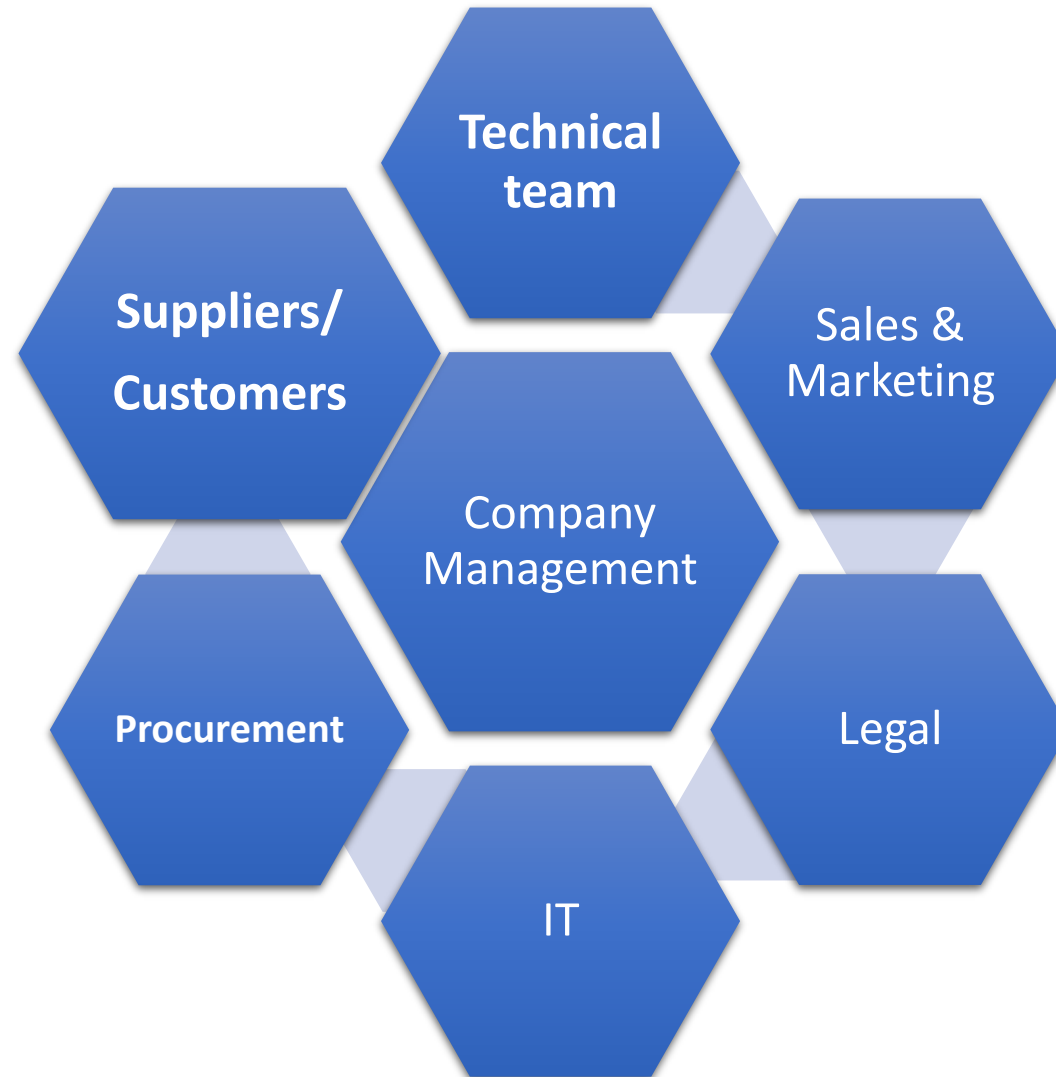 Technical
team
Suppliers/
Customers
Sales &
Marketing
Company
Management
Procurement
Legal
IT